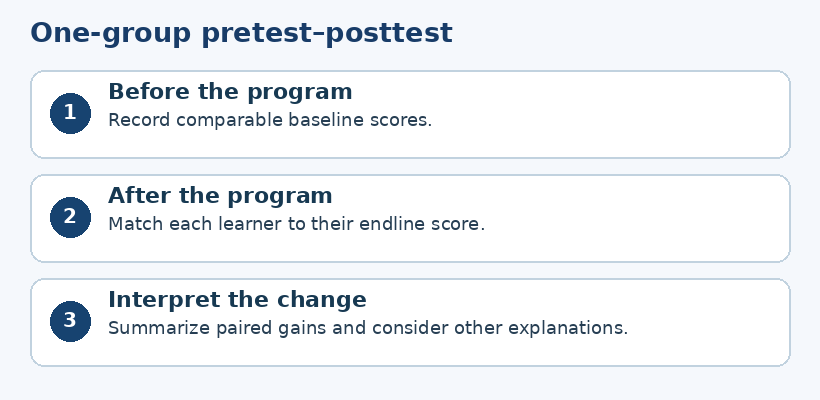 One-group pretest–posttest
1
Before the program
Record comparable baseline scores.
2
After the program
Match each learner to their endline score.
3
Interpret the change
Summarize paired gains and consider other explanations.